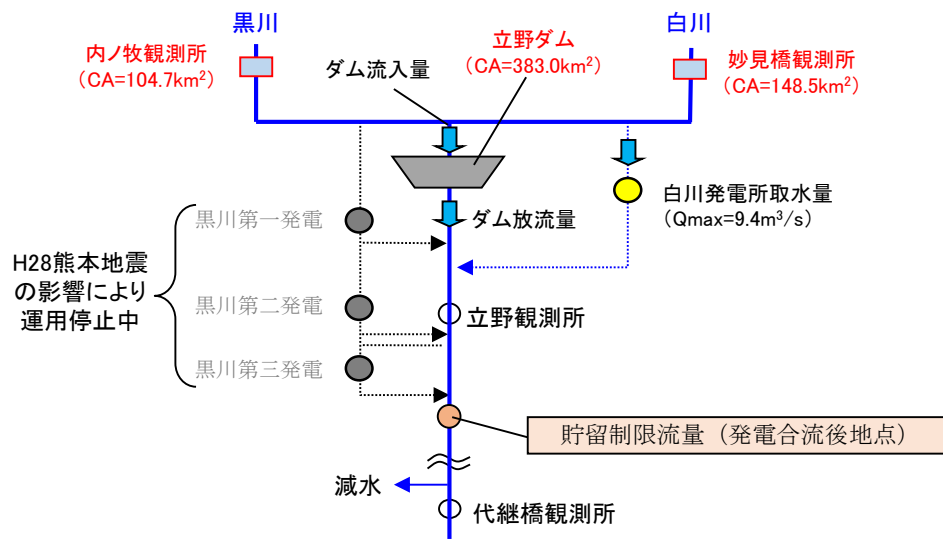 黒川
白川
内ノ牧観測所
(CA=104.7km²)
ダム流入量
立野ダム
(CA=383.0km²)
妙見橋観測所
(CA=148.5km²)
白川発電所取水量
(Qmax=9.4m³/s)
黒川第一発電
ダム放流量
H28熊本地震
の影響により
運用停止中
黒川第二発電
立野観測所
黒川第三発電
貯留制限流量（発電合流後地点）
減水
代継橋観測所